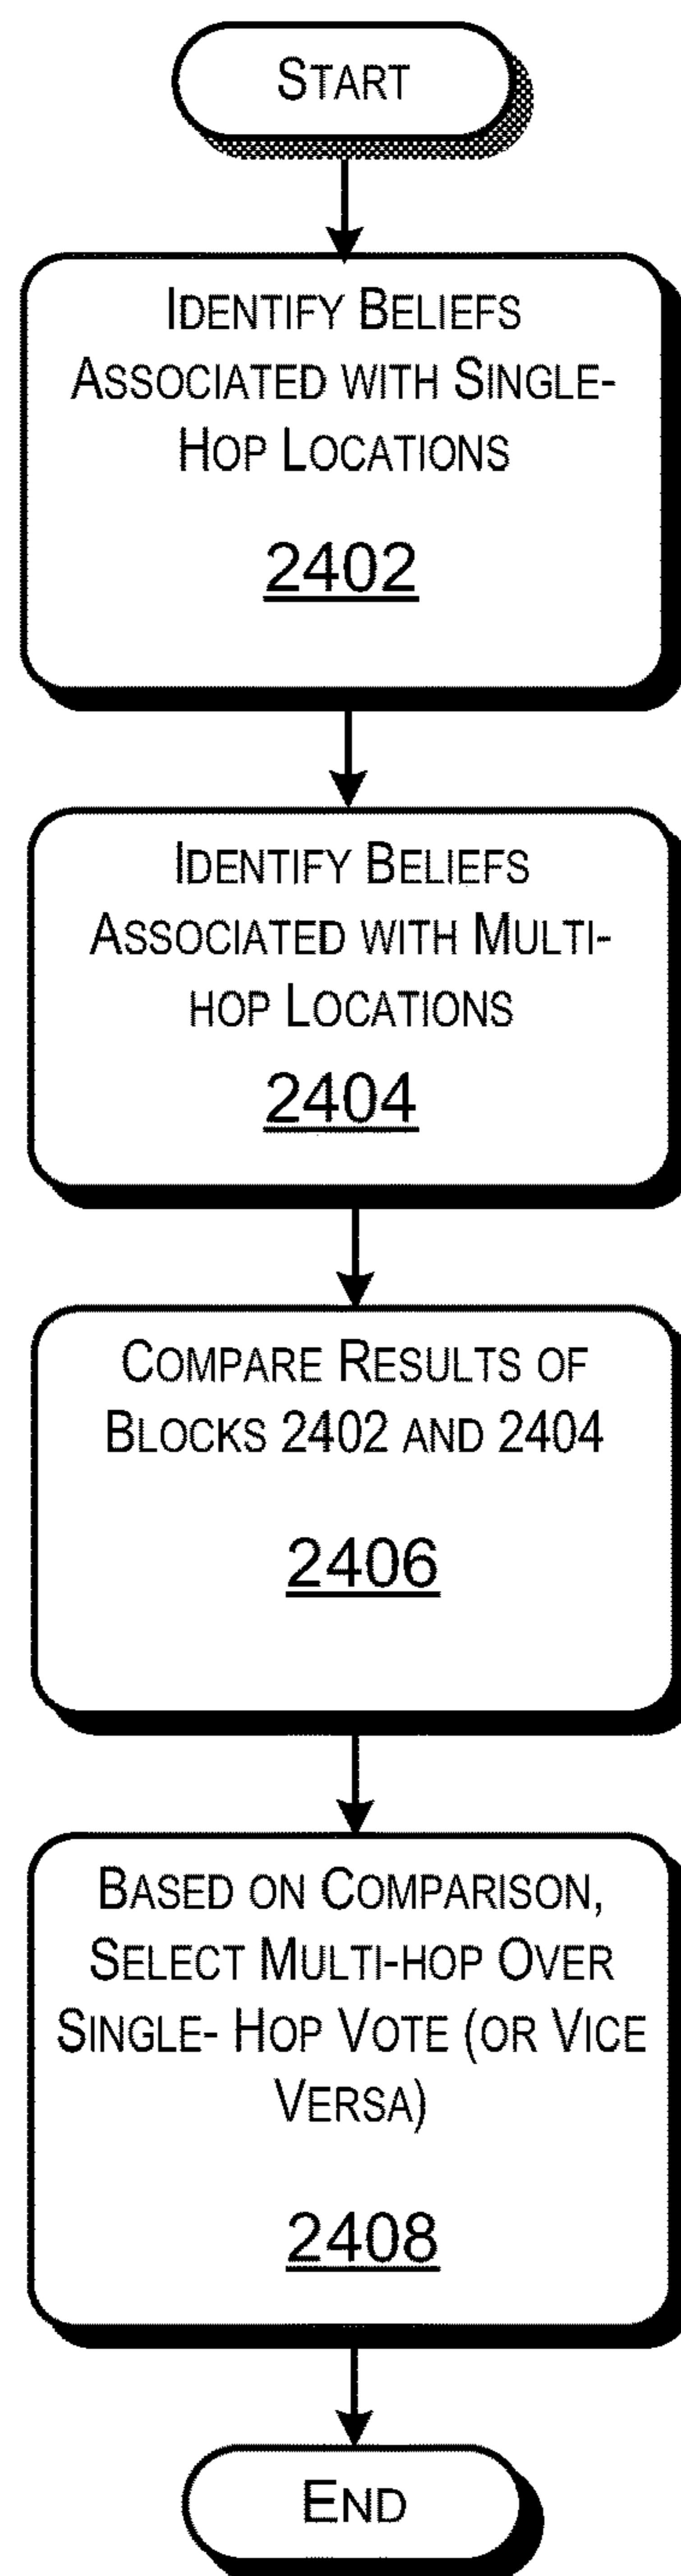 START
IDENTIFY BELIEFS
ASSOCIATED WITH SINGLE-
HOP LOCATIONS
2402
IDENTIFY BELIEFS
ASSOCIATED WITH MULTI-
HOP LOCATIONS
2404
COMPARE RESULTS OF
BLOCKS 2402 AND 2404
2406
BASED ON COMPARISON,
SELECT MULTI-HOP OVER
SINGLE- HOP VOTE (OR VICE
VERSA)
2408
END